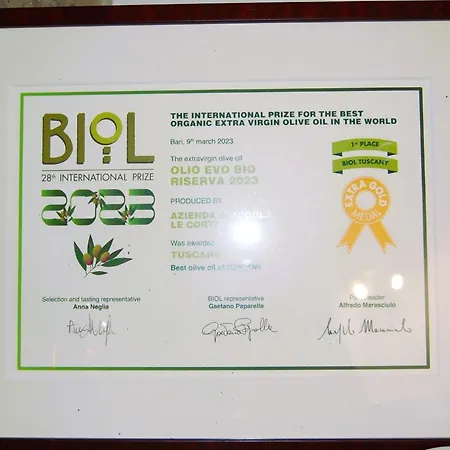 BIOL
28th INTERNATIONAL PRIZE
2023
THE INTERNATIONAL PRIZE FOR THE BEST
ORGANIC EXTRA VIRGIN OLIVE OIL IN THE WORLD
Bari, 9th march 2023
The extravirgin olive oil
OLIO EVO BIO
RISERVA 2023
PRODUCED BY
AZIENDA
LE CORTI
Was awarded
Best olive oil of
1st PLACE
BIOL TUSCANY
EXTRA GOLD
MEDAL
Selection and tasting representative
Anna Neglia
BIOL representative
Gaetano Paparella
leader
Alfredo Marasciulo